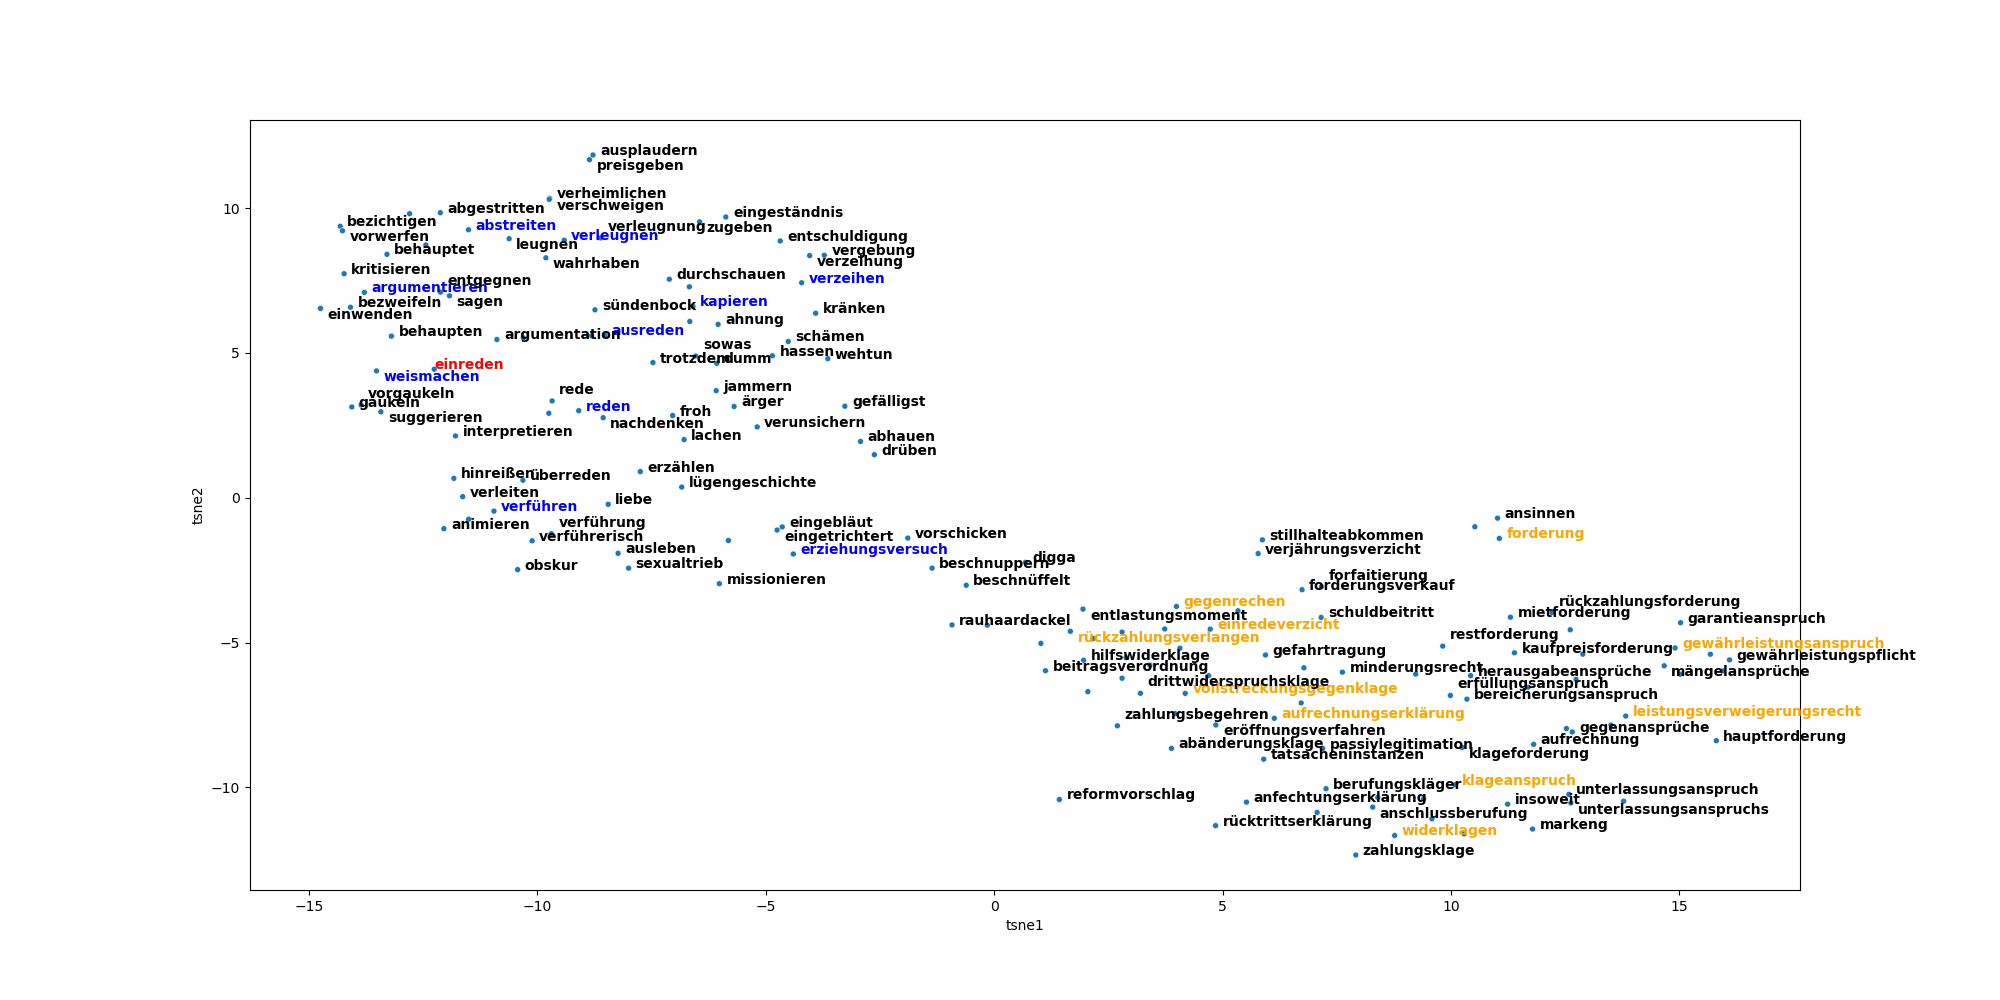 ausplaudern
preisgeben
verheimlichen
verschweigen
abgestritten
eingeständnis
bezichtigen
abstreiten
verleugnung
zugeben
vorwerfen
verleugnen
entschuldigung
leugnen
behauptet
vergebung
wahrhaben
verzeihung
kritisieren
durchschauen
verzeihen
entgegnen
argumentieren
bezweifeln
sagen
sündenbock
kapieren
kränken
einwenden
ahnung
behaupten
argumentation
ausreden
schämen
sowas
hassen
wehtun
trotzdem
dumm
einreden
weismachen
jammern
rede
vorgaukeln
gaukeln
reden
ärger
gefälligst
froh
suggerieren
nachdenken
verunsichern
interpretieren
lachen
abhauen
drüben
hinreißen
überreden
erzählen
lügengeschichte
verleiten
liebe
verführen
animieren
verführung
eingebläut
verführerisch
eingetrichtert
vorschicken
ausleben
erziehungsversuch
sexualtrieb
obskur
missionieren
beschnuppern
digga
beschnüffelt
rauhaardackel
ansinnen
forderung
stillhalteabkommen
verjährungsverzicht
forfaitierung
forderungsverkauf
gegenrechen
rückzahlungsforderung
entlastungsmoment
schuldbeitritt
mietforderung
garantieanspruch
einredeverzicht
rückzahlungsverlangen
restforderung
gewährleistungsanspruch
hilfswiderklage
gefahrtragung
kaufpreisforderung
gewährleistungspflicht
beitragsverordnung
minderungsrecht
herausgabeansprüche
mängelansprüche
drittwiderspruchsklage
erfüllungsanspruch
vollstreckungsgegenklage
bereicherungsanspruch
zahlungsbegehren
aufrechnungserklärung
leistungsverweigerungsrecht
eröffnungsverfahren
gegenansprüche
hauptforderung
abänderungsklage
passivlegitimation
aufrechnung
tatsacheninstanzen
klageforderung
berufungskläger
klageanspruch
reformvorschlag
anfechtungserklärung
insoweit
unterlassungsanspruch
anschlussberufung
unterlassungsanspruchs
rücktrittserklärung
widerklagen
markeng
zahlungsklage
10
5
0
−5
−10
−15
−10
−5
0
5
10
15
tsne1
tsne2